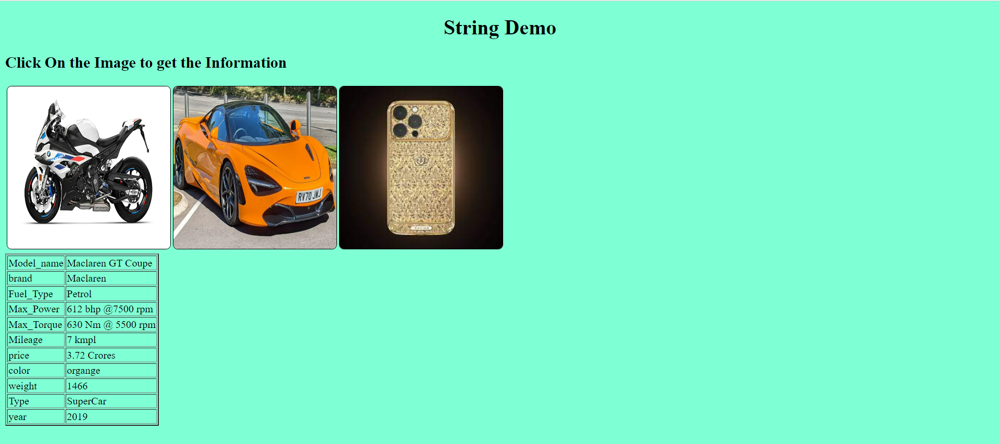 String Demo
Click On the Image to get the Information
RV70 JWJ
CAVIAR
Model_name Maclaren GT Coupe
brand Maclaren
Fuel_Type Petrol
Max_Power 612 bhp @7500 rpm
Max_Torque 630 Nm @ 5500 rpm
Mileage 7 kmpl
price 3.72 Crores
color organge
weight 1466
Type SuperCar
year 2019